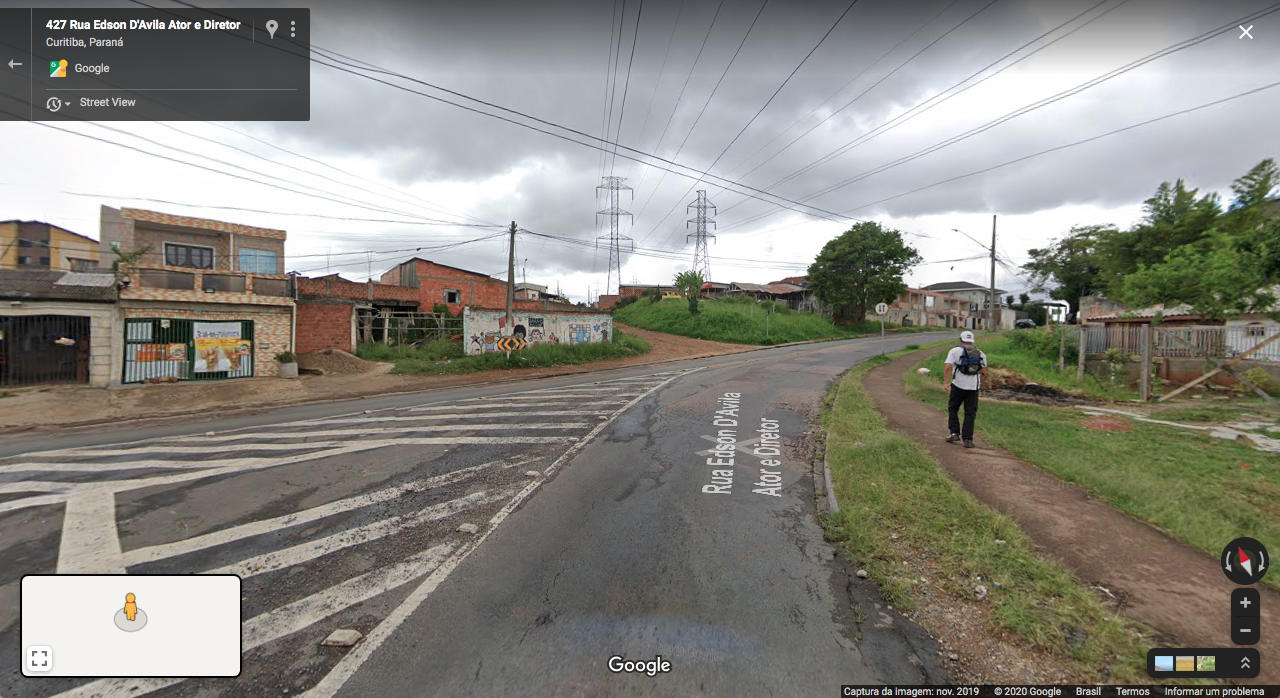 427 Rua Edson D'Avila Ator e Diretor
Curitiba, Paraná
Google
Street View
Rua Edson D'Avila
Ator e Diretor
Google
Captura da imagem: nov. 2019 © 2020 Google Brasil Termos Informar um problema